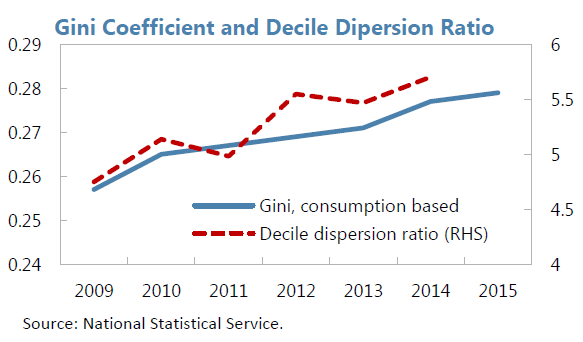 Gini Coefficient and Decile Dipersion Ratio
0.29
6
0.28
5.5
0.27
5
0.26
Gini, consumption based
0.25
4.5
Decile dispersion ratio (RHS)
0.24
4
2009 2010 2011 2012 2013 2014 2015
Source: National Statistical Service.